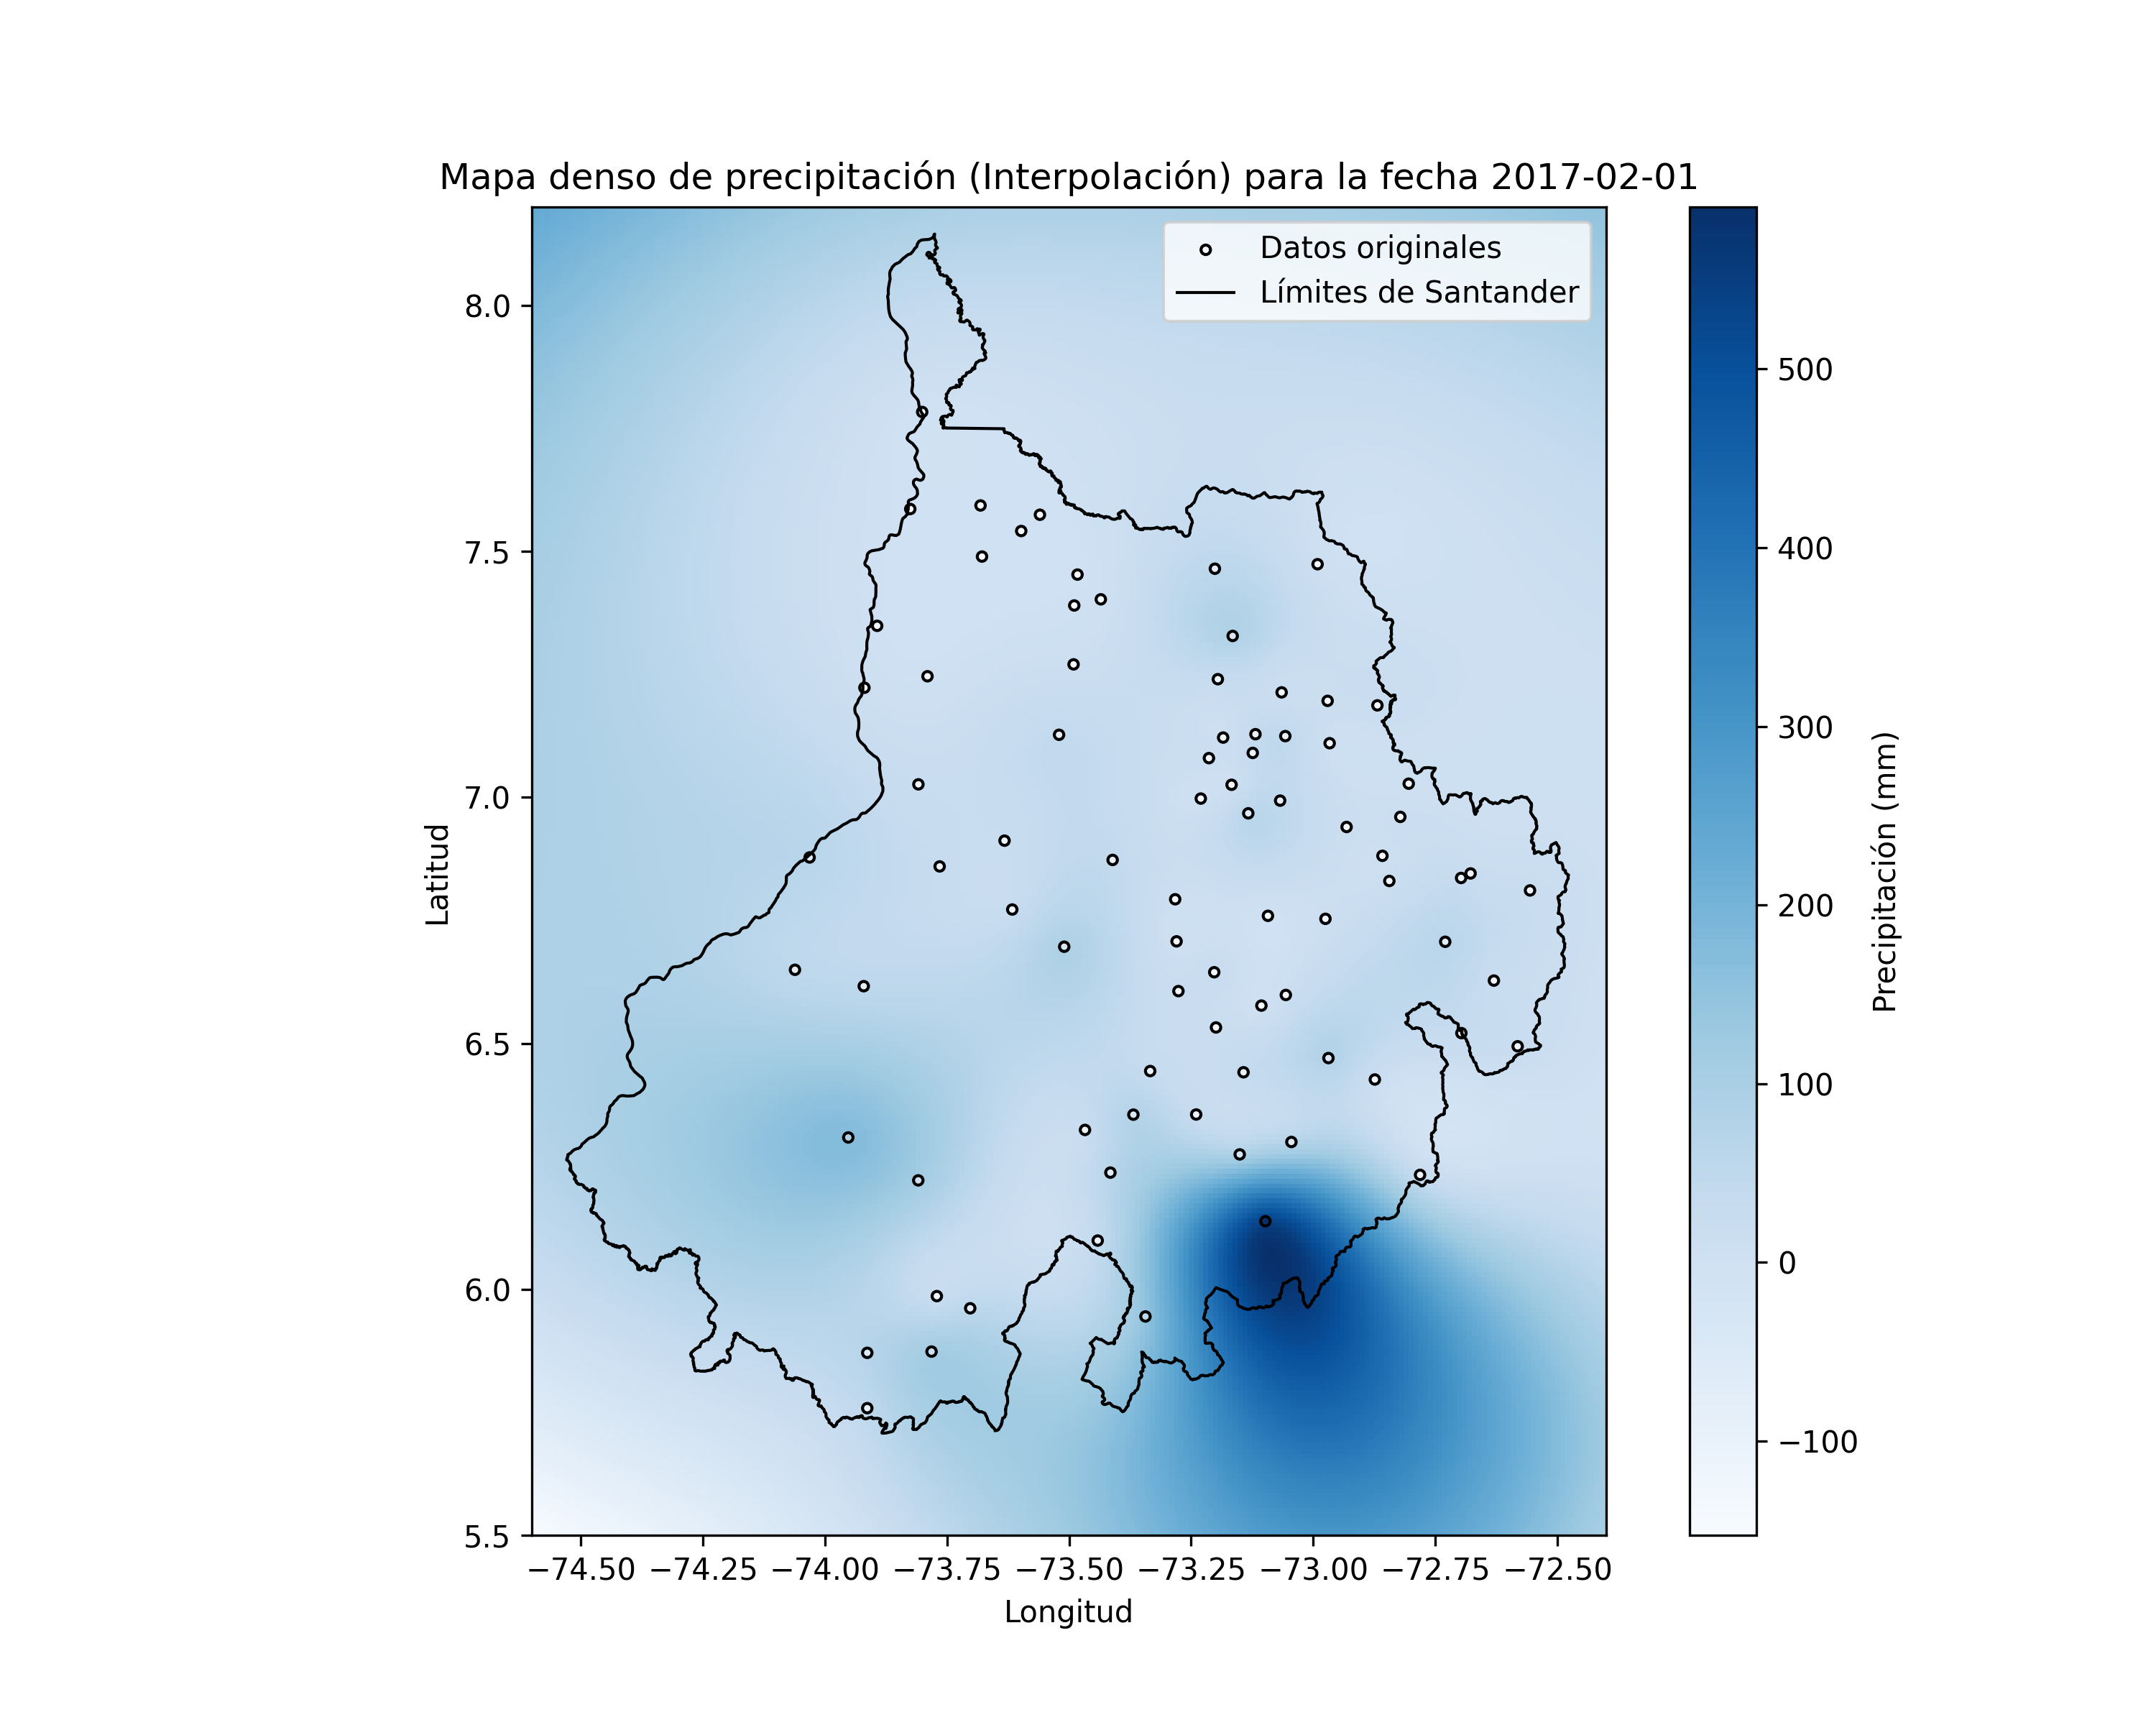 Mapa denso de precipitación (Interpolación) para la fecha 2017-02-01
Datos originales
Límites de Santander
8.0
7.5
7.0
6.5
6.0
5.5
Latitud
−74.50 −74.25 −74.00 −73.75 −73.50 −73.25 −73.00 −72.75 −72.50
Longitud
500
400
300
200
100
0
−100
Precipitación (mm)